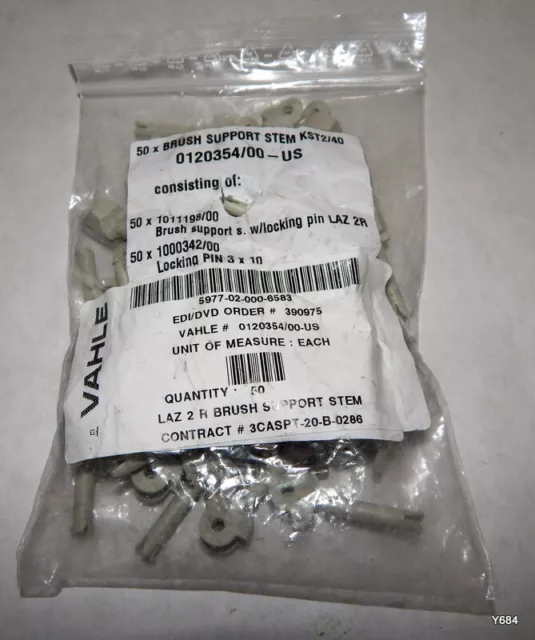 50 x BRUSH SUPPORT STEM KST2/40
0120354/00-US
consisting of:
50 x 1011198/00
Brush support s. w/locking pin LAZ 2R
50 x 1000342/00
Locking PIN 3 x 10
VAHLE
5977-02-000-6583
EDI/DVD ORDER # 390975
VAHLE # 0120354/00-US
UNIT OF MEASURE : EACH
QUANTITY : 50
LAZ 2 R BRUSH SUPPORT STEM
CONTRACT # 3CASPT-20-B-0286
Y684